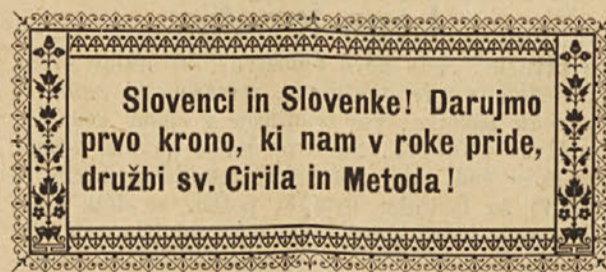 Slovenci in Slovenke! Darujmo
prvo krono, ki nam v roke pride,
družbi sv. Cirila in Metoda!